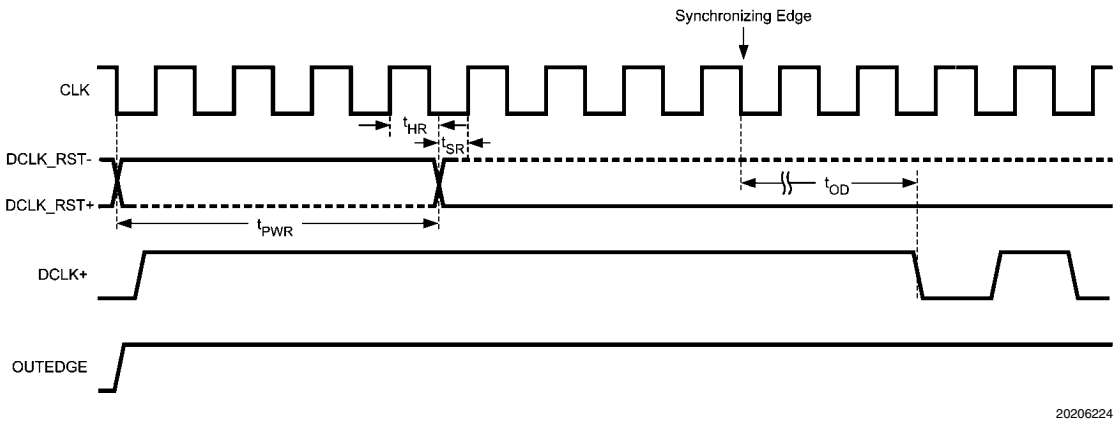 Synchronizing Edge
CLK
tHR
tSR
DCLK_RST-
tOD
DCLK_RST+
tPWR
DCLK+
OUTEDGE
20206224